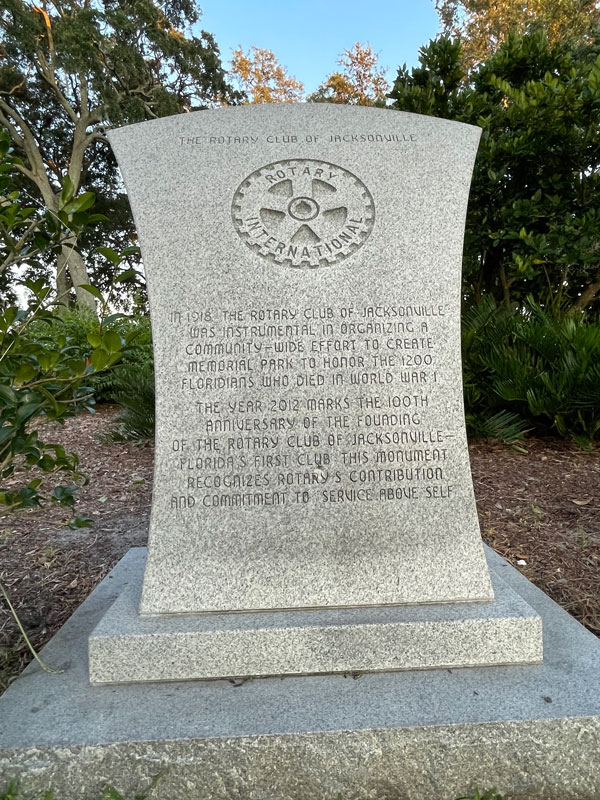 THE ROTARY CLUB OF JACKSONVILLE
ROTARY
INTERNATIONAL
IN 1918, THE ROTARY CLUB OF JACKSONVILLE
WAS INSTRUMENTAL IN ORGANIZING A
COMMUNITY-WIDE EFFORT TO CREATE
MEMORIAL PARK TO HONOR THE 1200
FLORIDIANS WHO DIED IN WORLD WAR I.
THE YEAR 2012 MARKS THE 100TH
ANNIVERSARY OF THE FOUNDING
OF THE ROTARY CLUB OF JACKSONVILLE-
FLORIDA'S FIRST CLUB. THIS MONUMENT
RECOGNIZES ROTARY'S CONTRIBUTION
AND COMMITMENT TO "SERVICE ABOVE SELF."